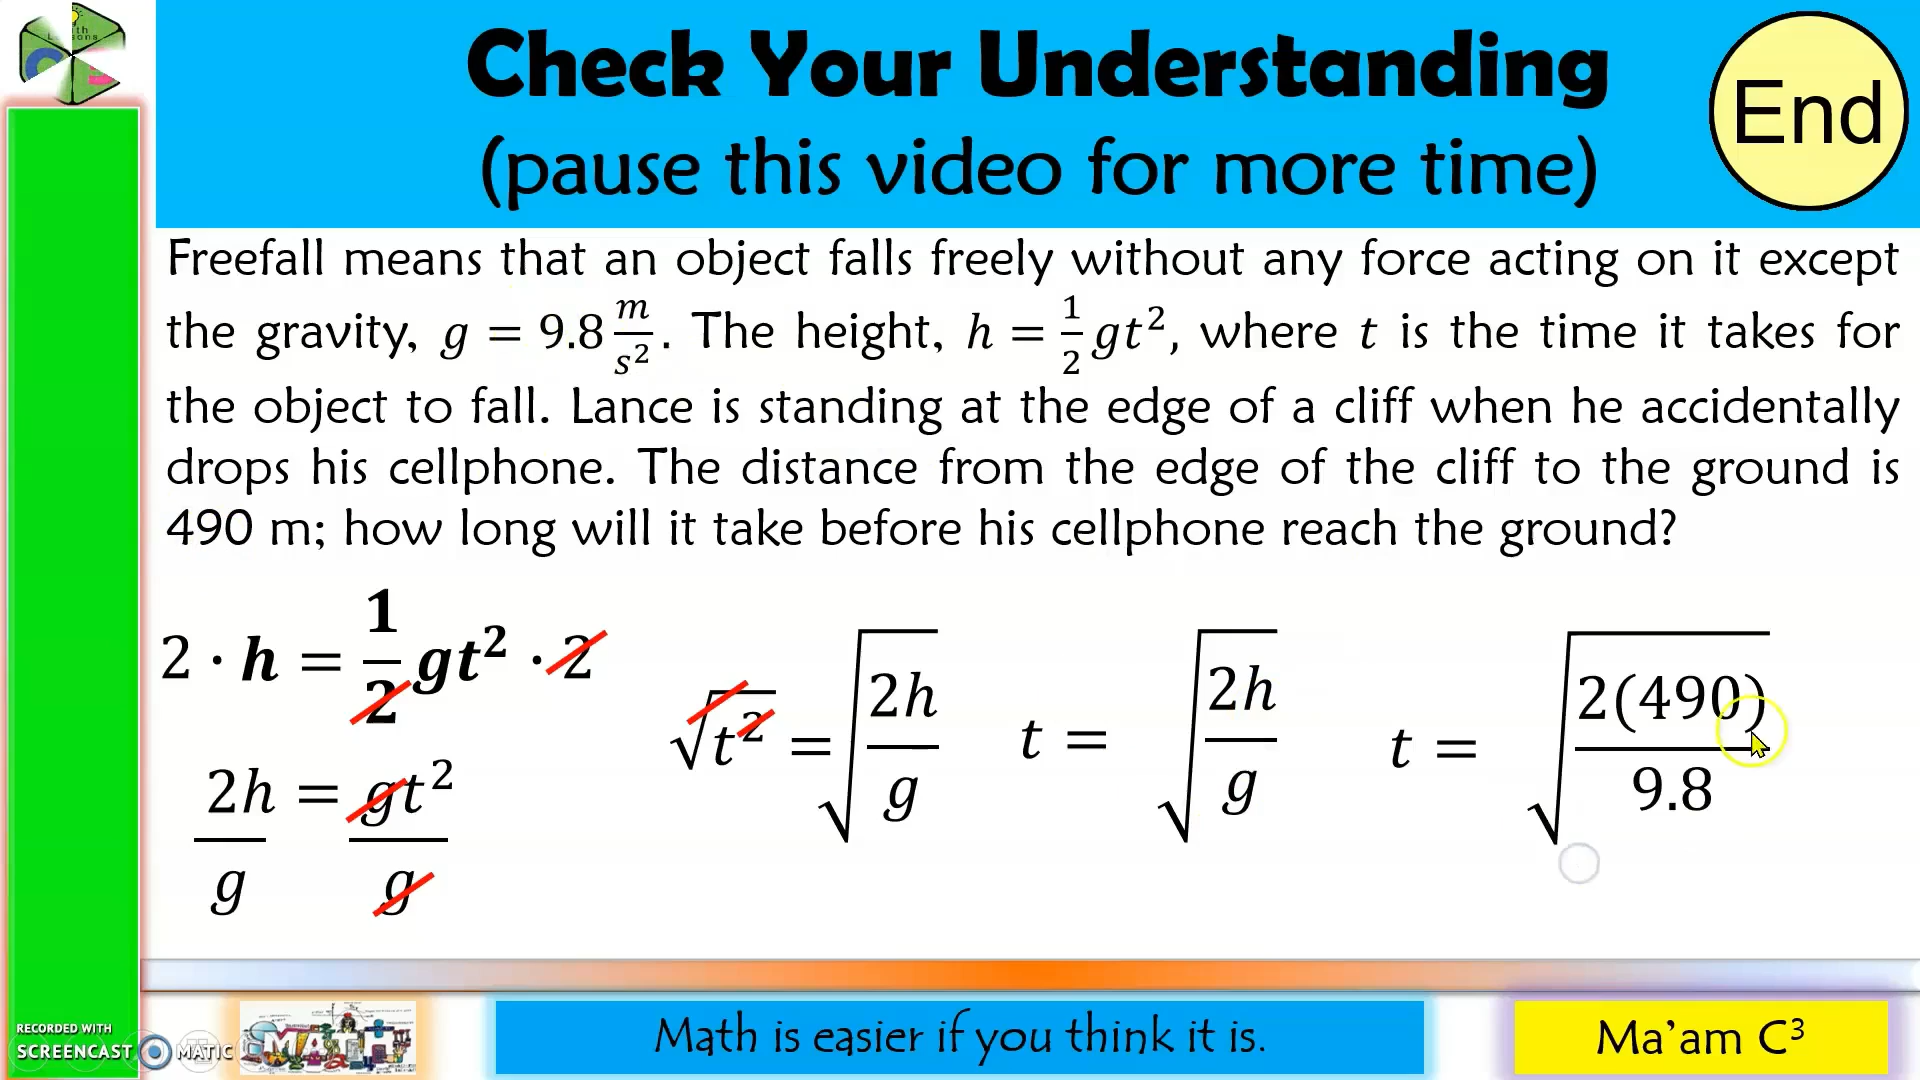 Check Your Understanding
(pause this video for more time)
End
Freefall means that an object falls freely without any force acting on it except
the gravity, g = 9.8 m/s². The height, h = 1/2 gt², where t is the time it takes for
the object to fall. Lance is standing at the edge of a cliff when he accidentally
drops his cellphone. The distance from the edge of the cliff to the ground is
490 m; how long will it take before his cellphone reach the ground?
2 · h = 1/2 gt² · 2
2h/g = gt²/g
√t² = √(2h/g)
t = √(2h/g)
t = √(2(490)/9.8)
RECORDED WITH
SCREENCAST MATIC
MATH
Math is easier if you think it is.
Ma’am C³